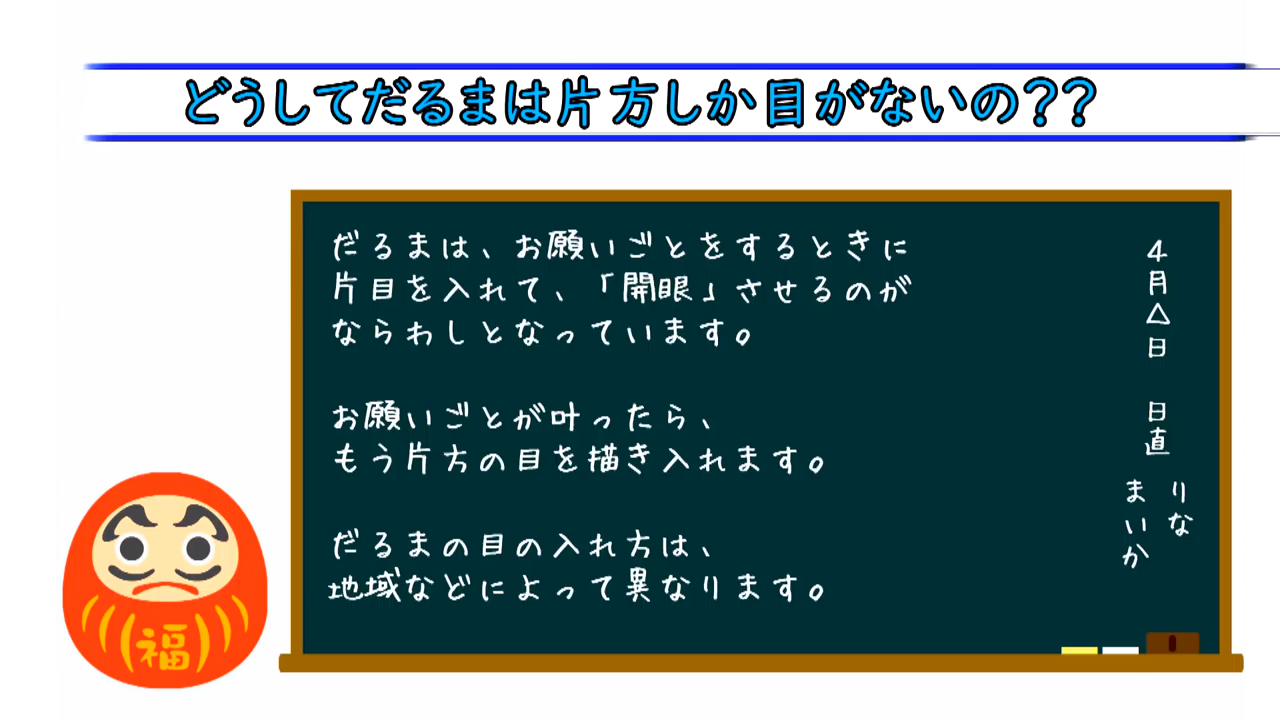 どうしてだるまは片方しか目がないの??
だるまは、お願いごとをするときに
片目を入れて、「開眼」させるのが
ならわしとなっています。
お願いごとが叶ったら、
もう片方の目を描き入れます。
だるまの目の入れ方は、
地域などによって異なります。
4月△日 日直
りな
まいか
福